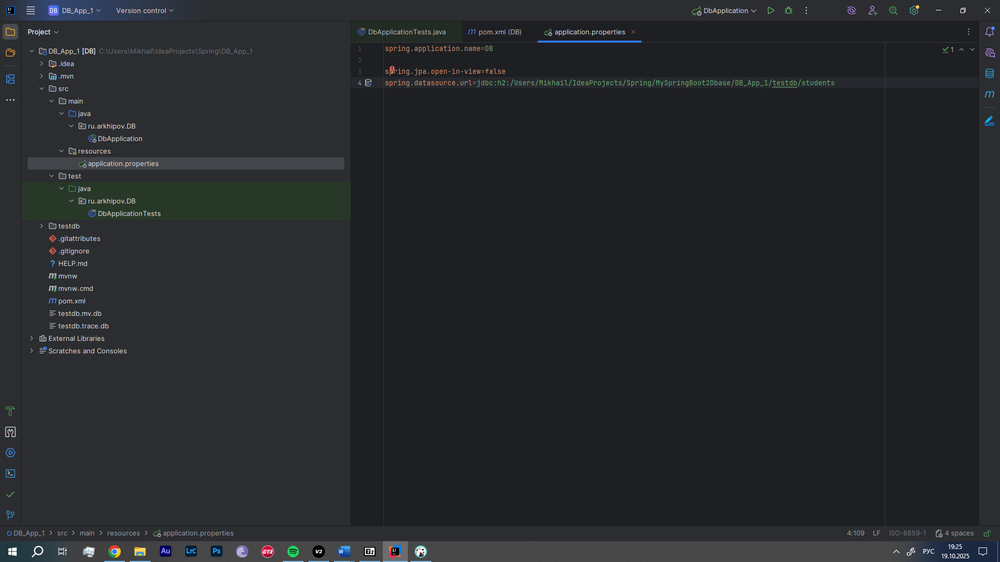 DB DB_App_1 Version control DbApplication
Project
DB_App_1 [DB] C:\Users\Mikhail\IdeaProjects\Spring\DB_App_1
.idea
.mvn
src
main
java
ru.arkhipov.DB
DbApplication
resources
application.properties
test
java
ru.arkhipov.DB
DbApplicationTests
testdb
.gitattributes
.gitignore
HELP.md
mvnw
mvnw.cmd
pom.xml
testdb.mv.db
testdb.trace.db
External Libraries
Scratches and Consoles
DbApplicationTests.java pom.xml (DB) application.properties
1 spring.application.name=DB
2
3 spring.jpa.open-in-view=false
4 spring.datasource.url=jdbc:h2:/Users/Mikhail/IdeaProjects/Spring/MySpringBoot2Dbase/DB_App_1/testdb/students
1
DB_App_1 src main resources application.properties
4:109 LF ISO-8859-1 4 spaces
Au LrC Ps GT3 V2 W 77 IJ
РУС
19:25
19.10.2025